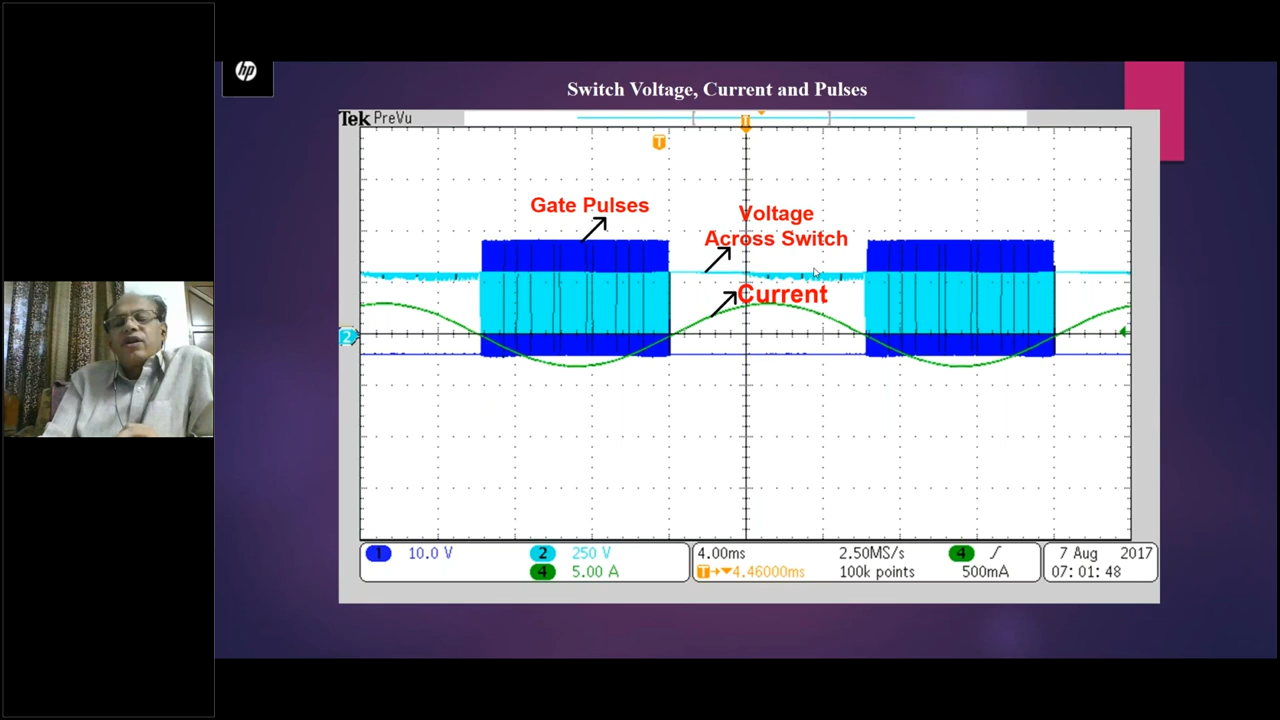 hp
Switch Voltage, Current and Pulses
Tek PreVu
T
T
Gate Pulses
Voltage
Across Switch
Current
2
1 10.0 V 2 250 V
4 5.00 A
4.00ms 2.50MS/s 4
T→▼4.46000ms 100k points 500mA
7 Aug 2017
07:01:48